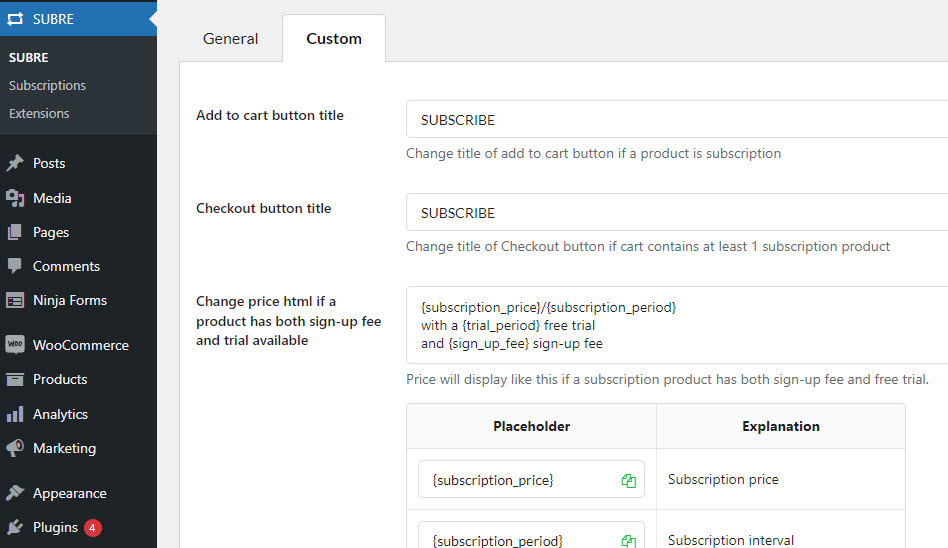 SUBRE
SUBRE
Subscriptions
Extensions
Posts
Media
Pages
Comments
Ninja Forms
WOO
WooCommerce
Products
Analytics
Marketing
Appearance
Plugins 4
General
Custom
Add to cart button title
SUBSCRIBE
Change title of add to cart button if a product is subscription
Checkout button title
SUBSCRIBE
Change title of Checkout button if cart contains at least 1 subscription product
Change price html if a
product has both sign-up fee
and trial available
{subscription_price}/{subscription_period}
with a {trial_period} free trial
and {sign_up_fee} sign-up fee
Price will display like this if a subscription product has both sign-up fee and free trial.
Placeholder Explanation
{subscription_price} Subscription price
{subscription_period} Subscription interval